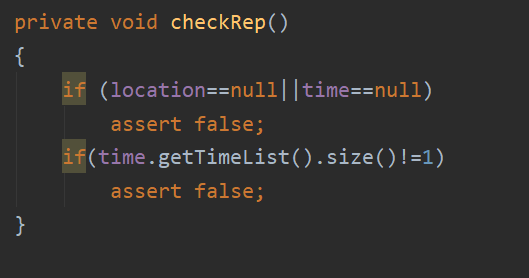 private void checkRep()
{
    if (location==null||time==null)
        assert false;
    if(time.getTimeList().size()!=1)
        assert false;
}